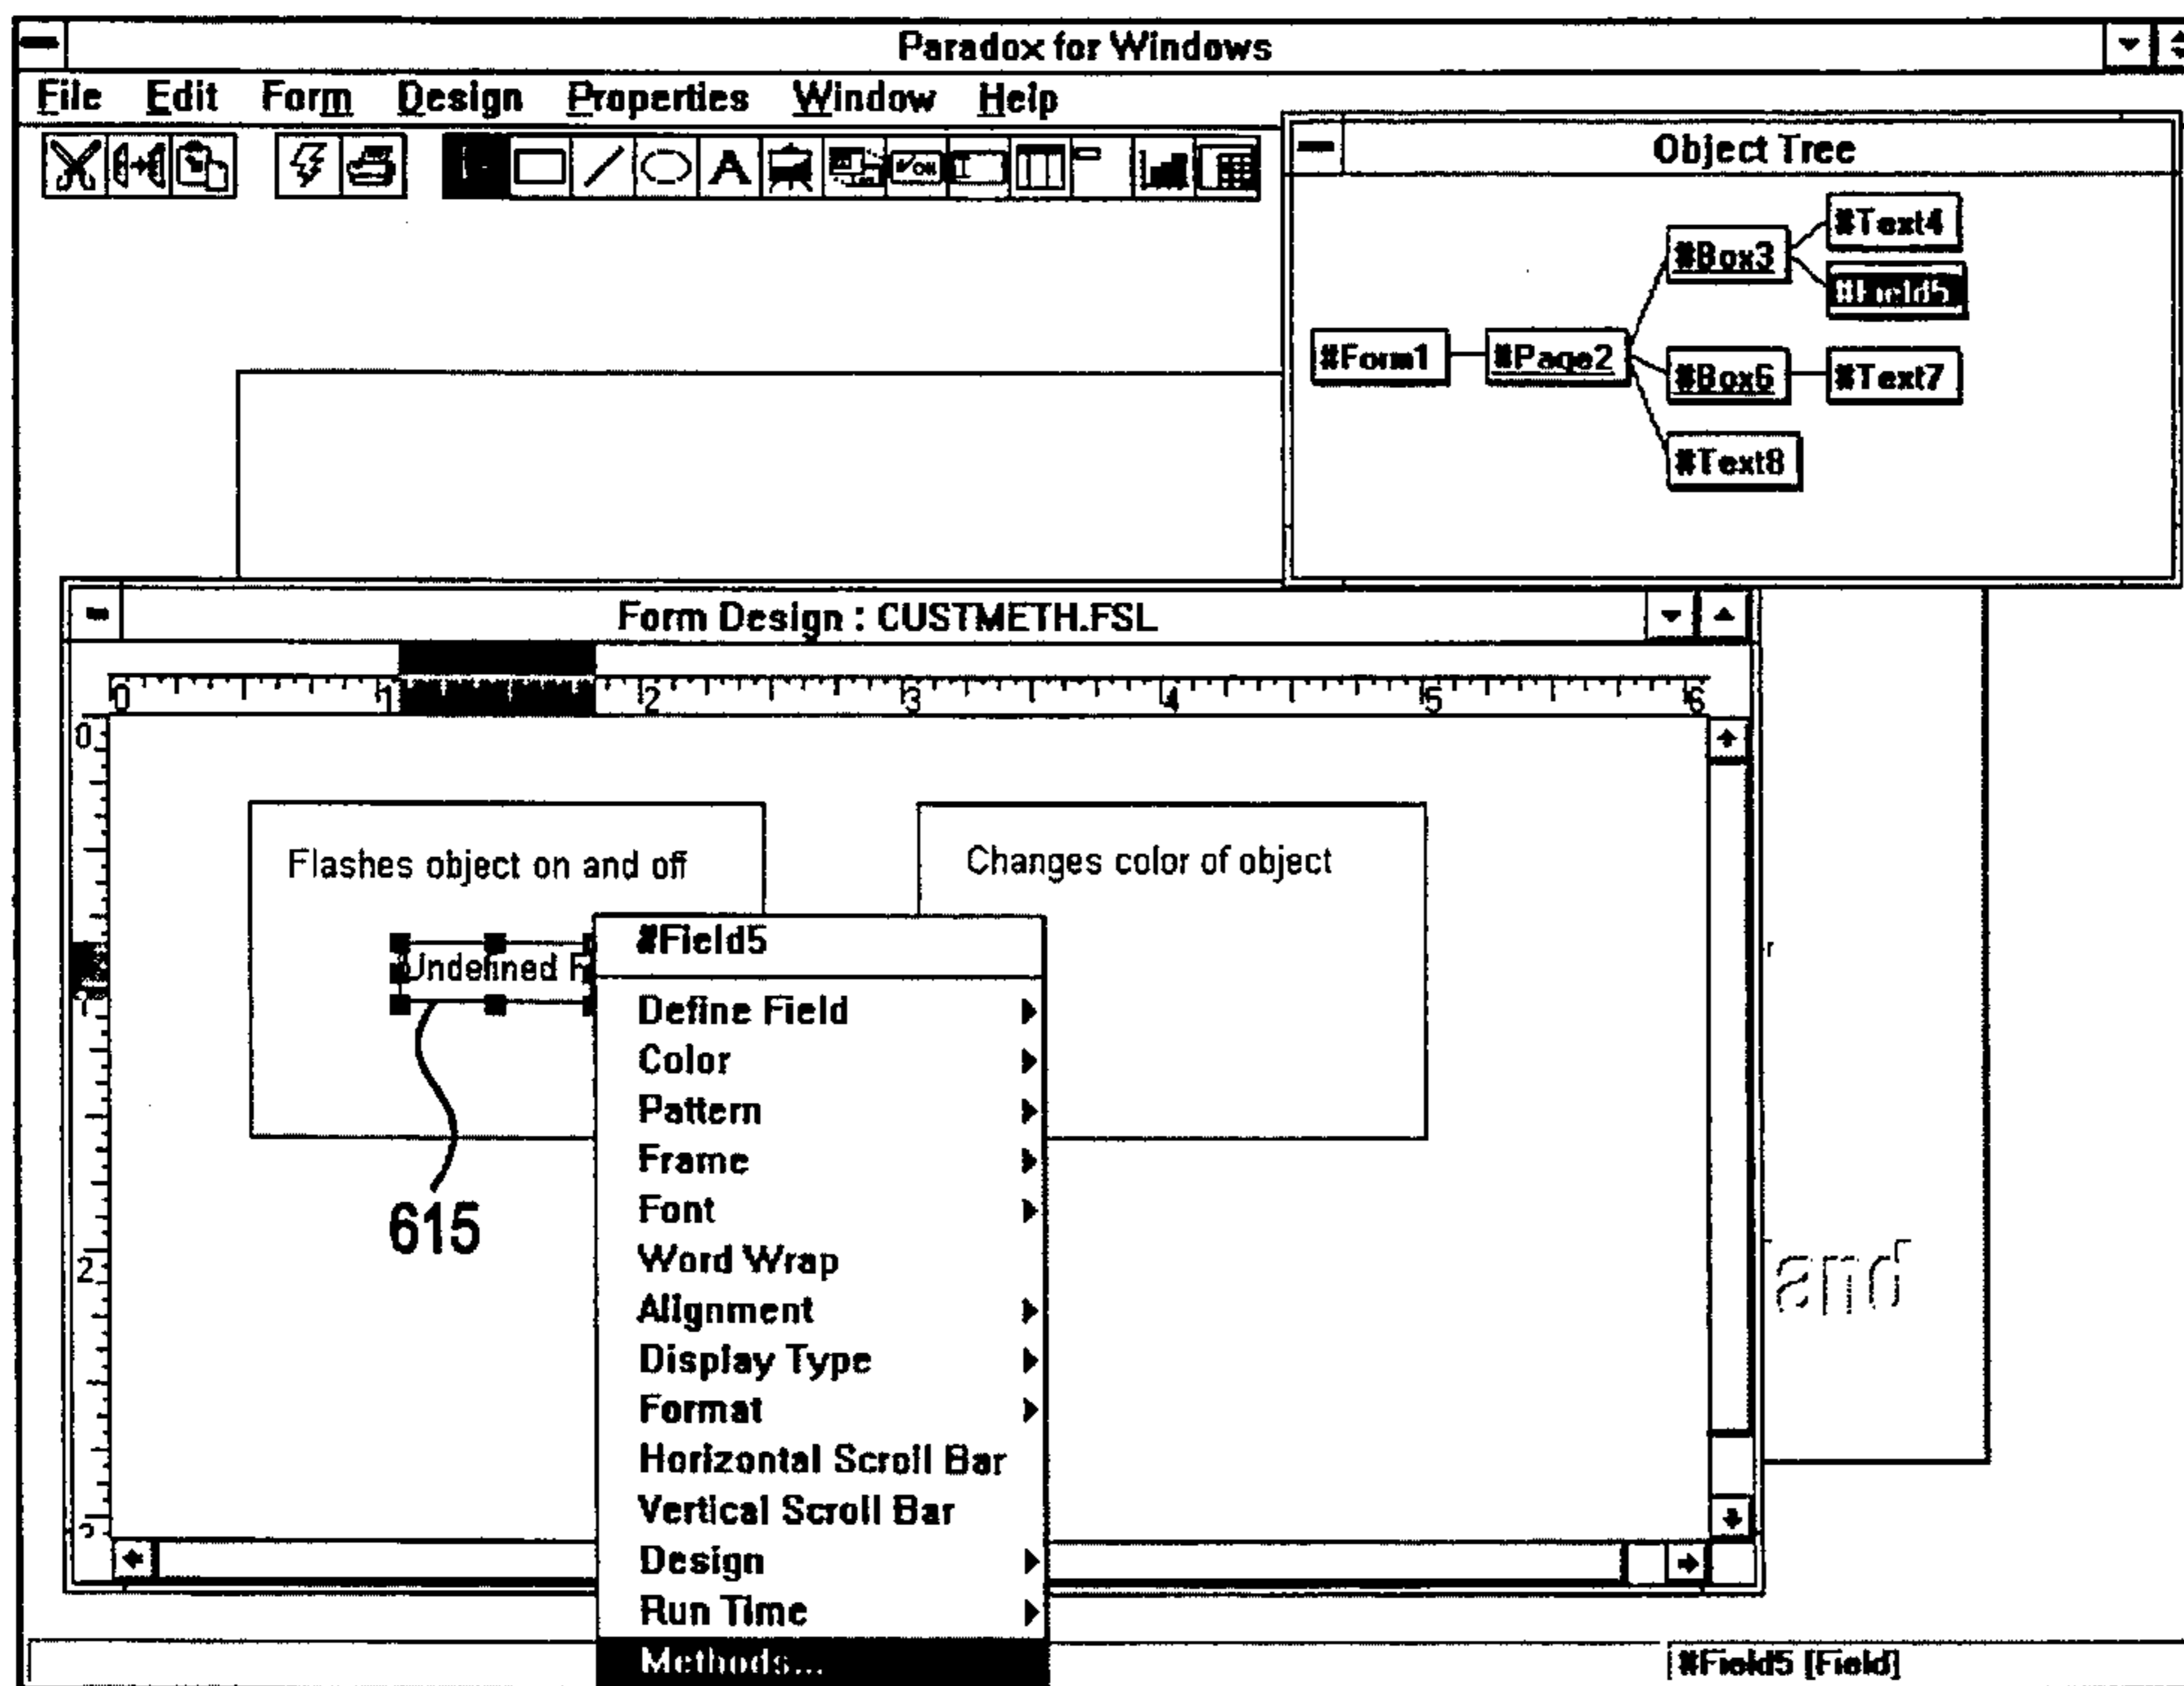 Paradox for Windows
File Edit Form Design Properties Window Help
Object Tree
#Text4
#Box3
#Field5
#Form1 #Page2
#Box6 #Text7
#Text8
Form Design : CUSTMETH.FSL
0 1 2 3 4 5 6
0
Flashes object on and off
Changes color of object
#Field5
Undefined F
Define Field
Color
Pattern
Frame
615
Font
Word Wrap
2
Alignment
Display Type
Format
Horizontal Scroll Bar
Vertical Scroll Bar
Design
Run Time
Methods...
and
#Field5 [Field]